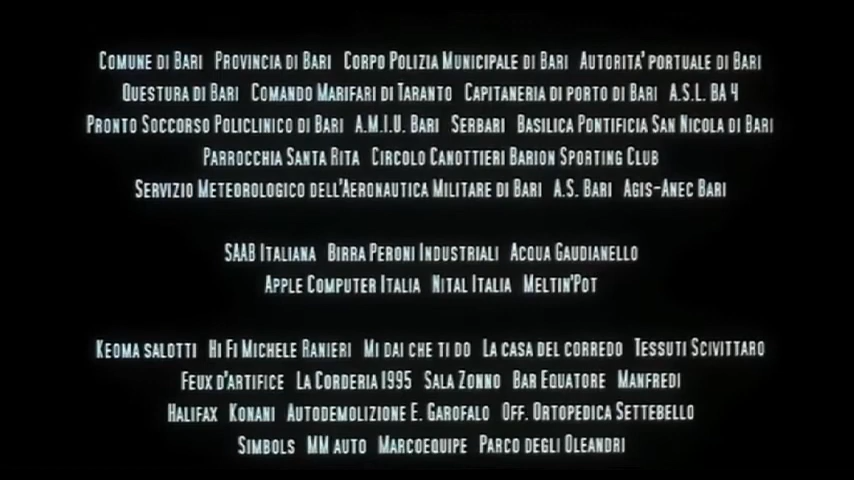 Comune di Bari Provincia di Bari Corpo Polizia Municipale di Bari Autorita' portuale di Bari
Questura di Bari Comando Marifari di Taranto Capitaneria di porto di Bari A.S.L. BA 4
Pronto Soccorso Policlinico di Bari A.M.I.U. Bari Serbari Basilica Pontificia San Nicola di Bari
Parrocchia Santa Rita Circolo Canottieri Barion Sporting Club
Servizio Meteorologico dell'Aeronautica Militare di Bari A.S. Bari Agis-Anec Bari
SAAB Italiana Birra Peroni Industriali Acqua Gaudianello
Apple Computer Italia Nital Italia Meltin'Pot
Keoma salotti Hi Fi Michele Ranieri Mi dai che ti do La casa del corredo Tessuti Scivittaro
Feux d'artifice La Corderia 1995 Sala Zonno Bar Equatore Manfredi
Halifax Konani Autodemolizione E. Garofalo Off. Ortopedica Settebello
Simbols MM auto Marcoequipe Parco degli Oleandri